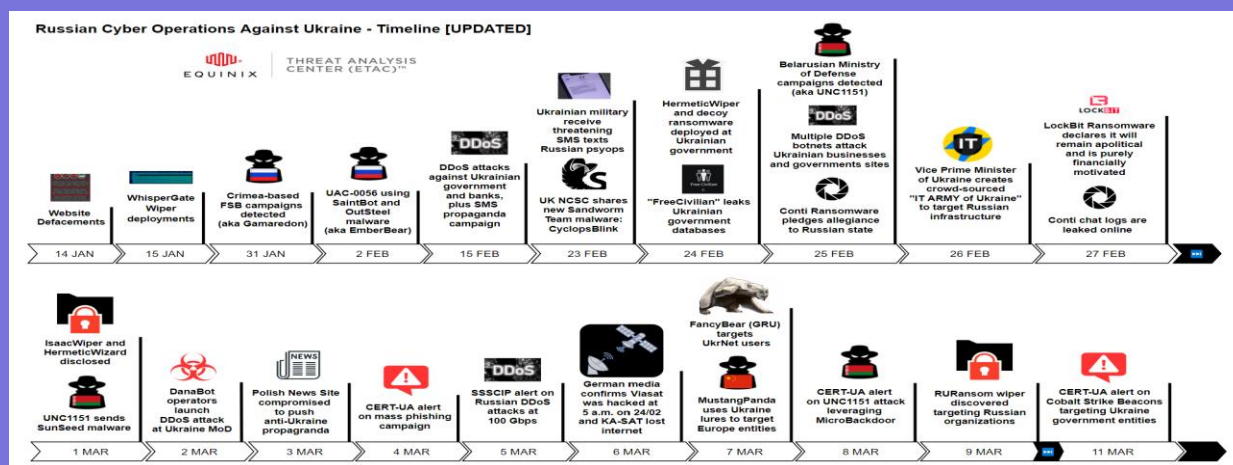 Russian Cyber Operations Against Ukraine - Timeline [UPDATED]
EQUINIX
THREAT ANALYSIS
CENTER (ETAC)™
Website
Defacements
14 JAN
WhisperGate
Wiper
deployments
15 JAN
Crimea-based
FSB campaigns
detected
(aka Gamaredon)
31 JAN
UAC-0056 using
SaintBot and
OutSteel
malware
(aka EmberBear)
2 FEB
DDoS
DDoS attacks
against Ukrainian
government
and banks,
plus SMS
propaganda
campaign
15 FEB
Ukrainian military
receive
threatening
SMS texts
Russian psyops
UK NCSC shares
new Sandworm
Team malware:
CyclopsBlink
23 FEB
HermeticWiper
and decoy
ransomware
deployed at
Ukrainian
government
Free Civilian
"FreeCivilian" leaks
Ukrainian
government
databases
24 FEB
Belarusian Ministry
of Defense
campaigns detected
(aka UNC1151)
DDoS
Multiple DDoS
botnets attack
Ukrainian businesses
and governments sites
Conti Ransomware
pledges allegiance
to Russian state
25 FEB
IT
Vice Prime Minister
of Ukraine creates
crowd-sourced
"IT ARMY of Ukraine"
to target Russian
infrastructure
26 FEB
LOCKBIT
LockBit Ransomware
declares it will
remain apolitical
and is purely
financially
motivated
Conti chat logs are
leaked online
27 FEB
IsaacWiper and
HermeticWizard
disclosed
UNC1151 sends
SunSeed malware
1 MAR
DanaBot
operators
launch
DDoS attack
at Ukraine MoD
2 MAR
NEWS
Polish News Site
compromised
to push
anti-Ukraine
propagranda
3 MAR
CERT-UA alert
on mass phishing
campaign
4 MAR
DDoS
SSSCIP alert on
Russian DDoS
attacks at
100 Gbps
5 MAR
German media
confirms Viasat
was hacked at
5 a.m. on 24/02
and KA-SAT lost
internet
6 MAR
FancyBear (GRU)
targets
UkrNet users
MustangPanda
uses Ukraine
lures to target
Europe entities
7 MAR
CERT-UA alert
on UNC1151 attack
leveraging
MicroBackdoor
8 MAR
RURansom wiper
discovered
targeting Russian
organizations
9 MAR
CERT-UA alert on
Cobalt Strike Beacons
targeting Ukraine
government entities
11 MAR